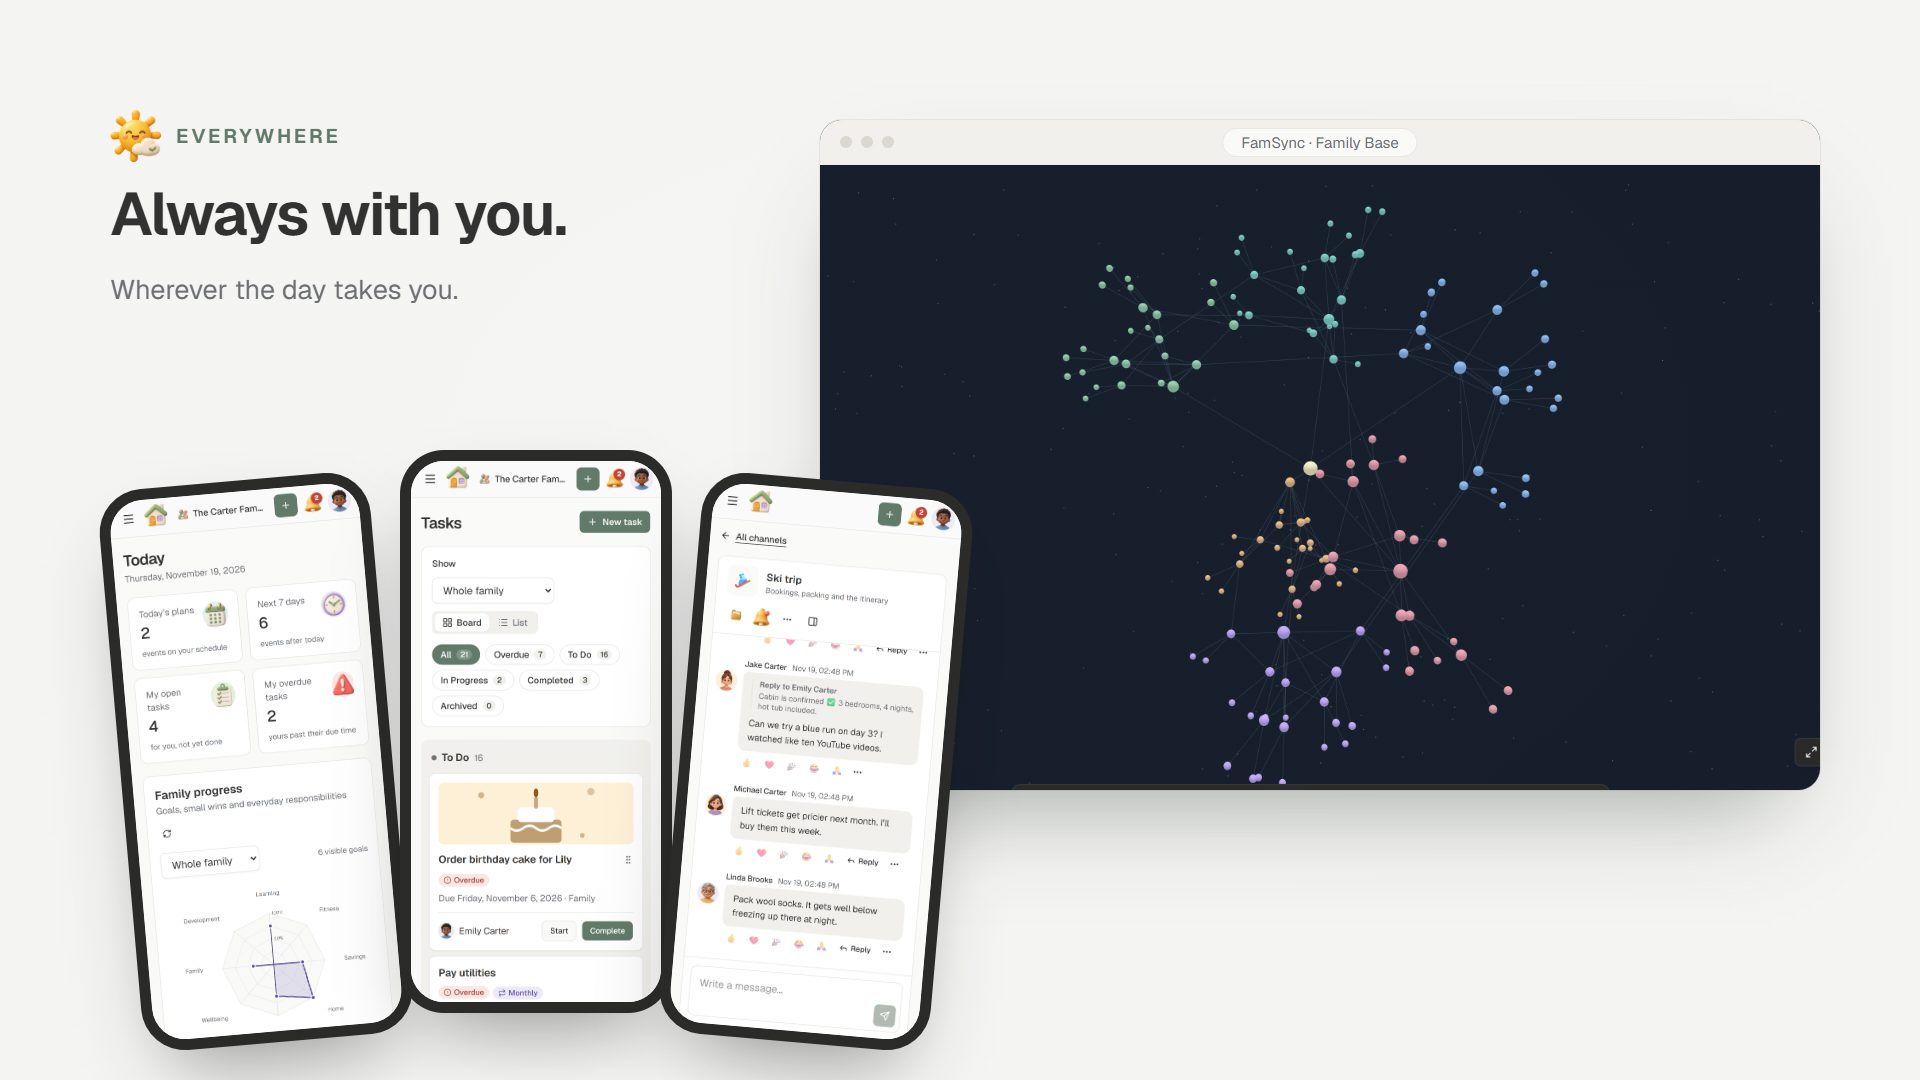 EVERYWHERE
Always with you.
Wherever the day takes you.
FamSync · Family Base
The Carter Fam...
2
Today
Thursday, November 19, 2026
Today's plans
2
events on your schedule
Next 7 days
6
events after today
My open
tasks
4
for you, not yet done
My overdue
tasks
2
yours past their due time
Family progress
Goals, small wins and everyday responsibilities
Whole family
6 visible goals
Learning
Development
Fitness
100%
50%
Family
Savings
Wellbeing
Home
The Carter Fam...
2
Tasks
+ New task
Show
Whole family
Board
List
All 21
Overdue 7
To Do 16
In Progress 2
Completed 3
Archived 0
To Do 16
Order birthday cake for Lily
Overdue
Due Friday, November 6, 2026 · Family
Emily Carter
Start
Complete
Pay utilities
Overdue
Monthly
2
All channels
Ski trip
Bookings, packing and the itinerary
Reply
Jake Carter Nov 19, 02:48 PM
Reply to Emily Carter
Cabin is confirmed ✅ 3 bedrooms, 4 nights,
hot tub included.
Can we try a blue run on day 3? I
watched like ten YouTube videos.
Michael Carter Nov 19, 02:48 PM
Lift tickets get pricier next month, I'll
buy them this week.
Reply
Linda Brooks Nov 19, 02:48 PM
Pack wool socks. It gets well below
freezing up there at night.
Reply
Write a message...